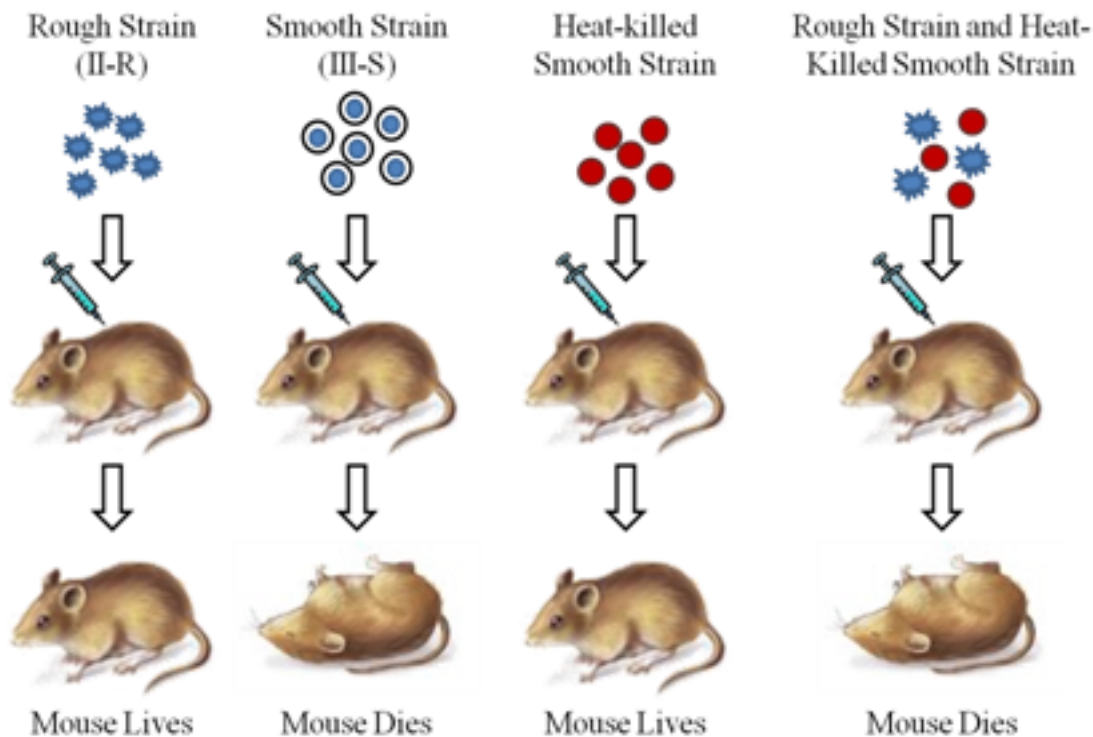 Rough Strain
(II-R)
Smooth Strain
(III-S)
Heat-killed
Smooth Strain
Rough Strain and Heat-
Killed Smooth Strain
Mouse Lives
Mouse Dies
Mouse Lives
Mouse Dies